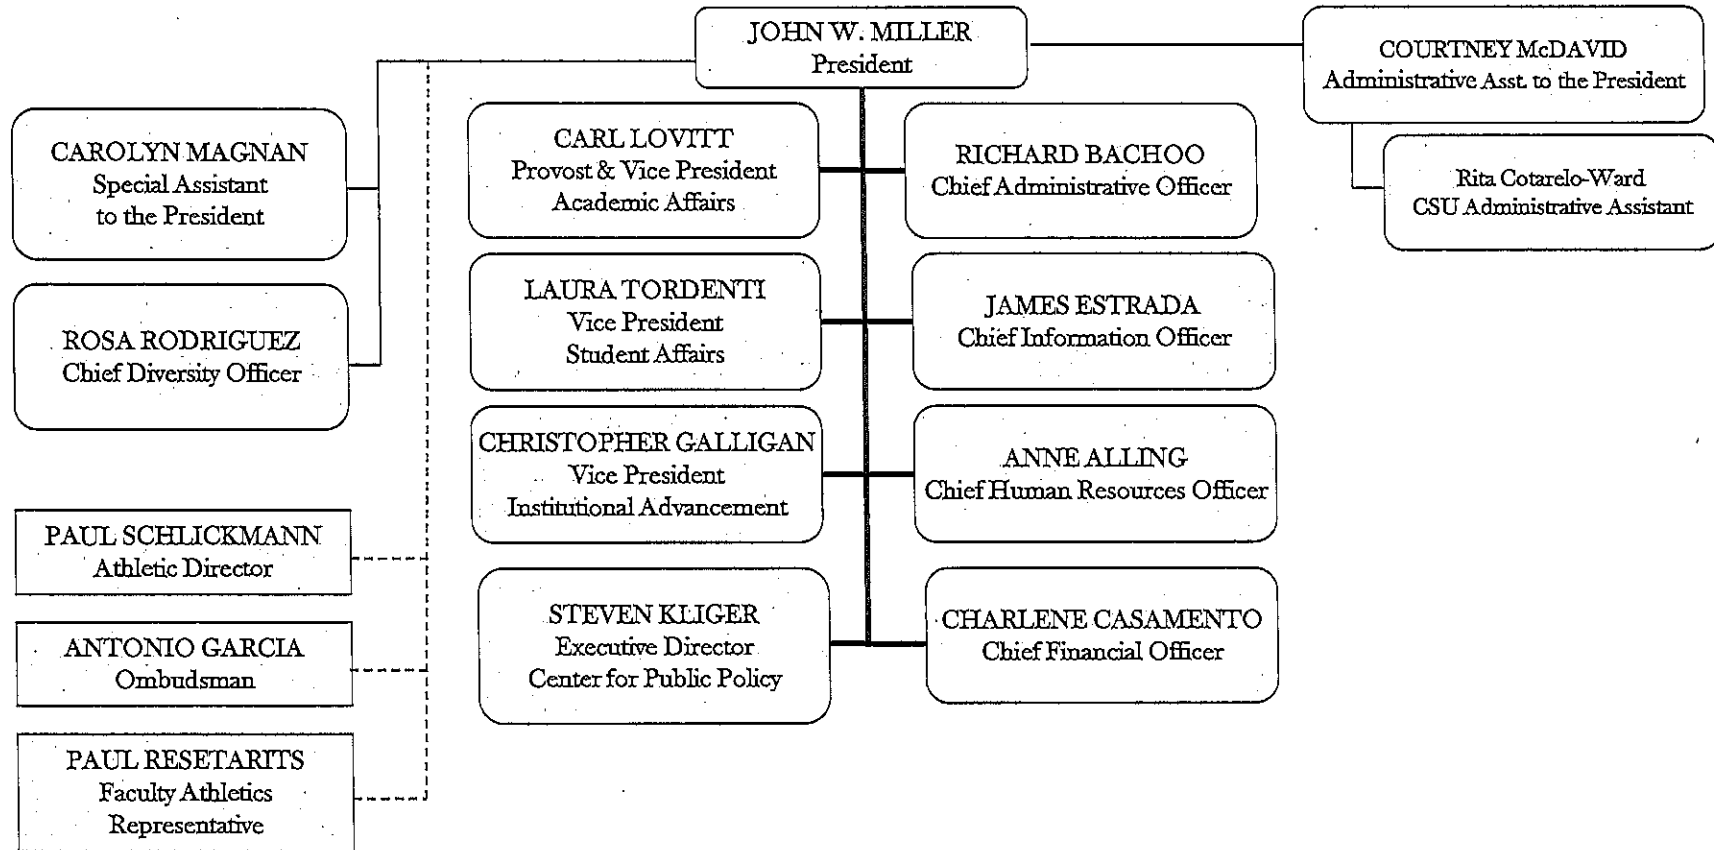 JOHN W. MILLER
President
COURTNEY McDAVID
Administrative Asst. to the President
Rita Cotarelo-Ward
CSU Administrative Assistant
CAROLYN MAGNAN
Special Assistant
to the President
ROSA RODRIGUEZ
Chief Diversity Officer
CARL LOVITT
Provost & Vice President
Academic Affairs
RICHARD BACHOO
Chief Administrative Officer
LAURA TORDENTI
Vice President
Student Affairs
JAMES ESTRADA
Chief Information Officer
CHRISTOPHER GALLIGAN
Vice President
Institutional Advancement
ANNE ALLING
Chief Human Resources Officer
STEVEN KLIGER
Executive Director
Center for Public Policy
CHARLENE CASAMENTO
Chief Financial Officer
PAUL SCHLICKMANN
Athletic Director
ANTONIO GARCIA
Ombudsman
PAUL RESETARITS
Faculty Athletics
Representative